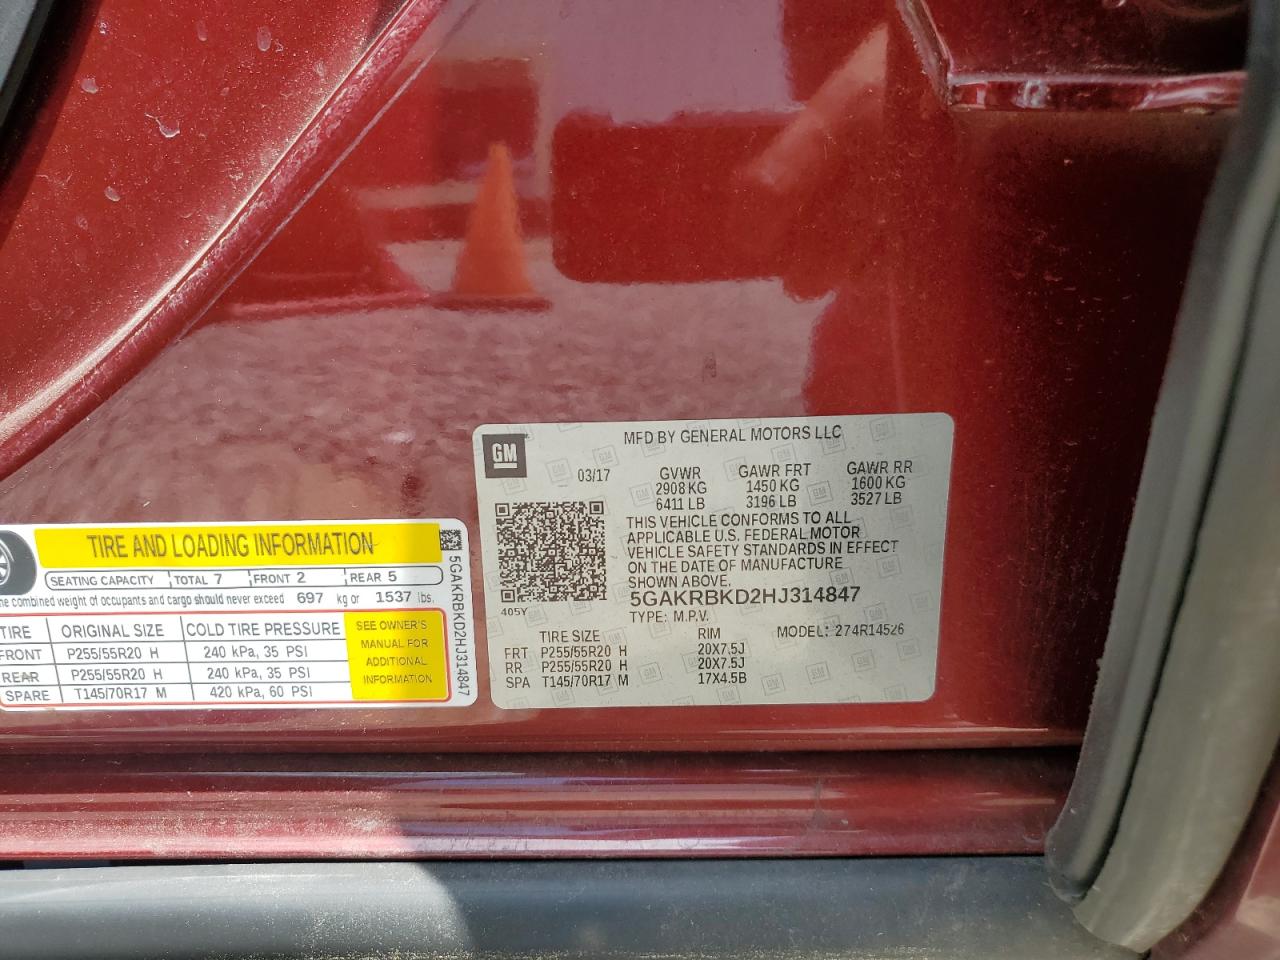 TIRE AND LOADING INFORMATION
SEATING CAPACITY TOTAL 7 FRONT 2 REAR 5
combined weight of occupants and cargo should never exceed 697 kg or 1537 lbs.
TIRE ORIGINAL SIZE COLD TIRE PRESSURE
FRONT P255/55R20 H 240 kPa, 35 PSI
REAR P255/55R20 H 240 kPa, 35 PSI
SPARE T145/70R17 M 420 kPa, 60 PSI
SEE OWNER'S
MANUAL FOR
ADDITIONAL
INFORMATION
5GAKRBKD2HJ314847
GM
MFD BY GENERAL MOTORS LLC
03/17 GVWR GAWR FRT GAWR RR
2908 KG 1450 KG 1600 KG
6411 LB 3196 LB 3527 LB
THIS VEHICLE CONFORMS TO ALL
APPLICABLE U.S. FEDERAL MOTOR
VEHICLE SAFETY STANDARDS IN EFFECT
ON THE DATE OF MANUFACTURE
SHOWN ABOVE.
405Y
5GAKRBKD2HJ314847
TYPE: M.P.V.
TIRE SIZE RIM MODEL: 274R14526
FRT P255/55R20 H 20X7.5J
RR P255/55R20 H 20X7.5J
SPA T145/70R17 M 17X4.5B